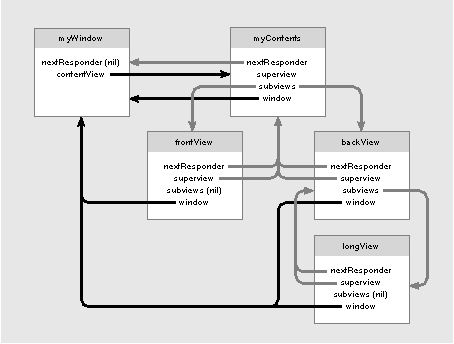 myWindow
nextResponder (nil)
contentView
myContents
nextResponder
superview
subviews
window
frontView
nextResponder
superview
subviews (nil)
window
backView
nextResponder
superview
subviews
window
longView
nextResponder
superview
subviews (nil)
window